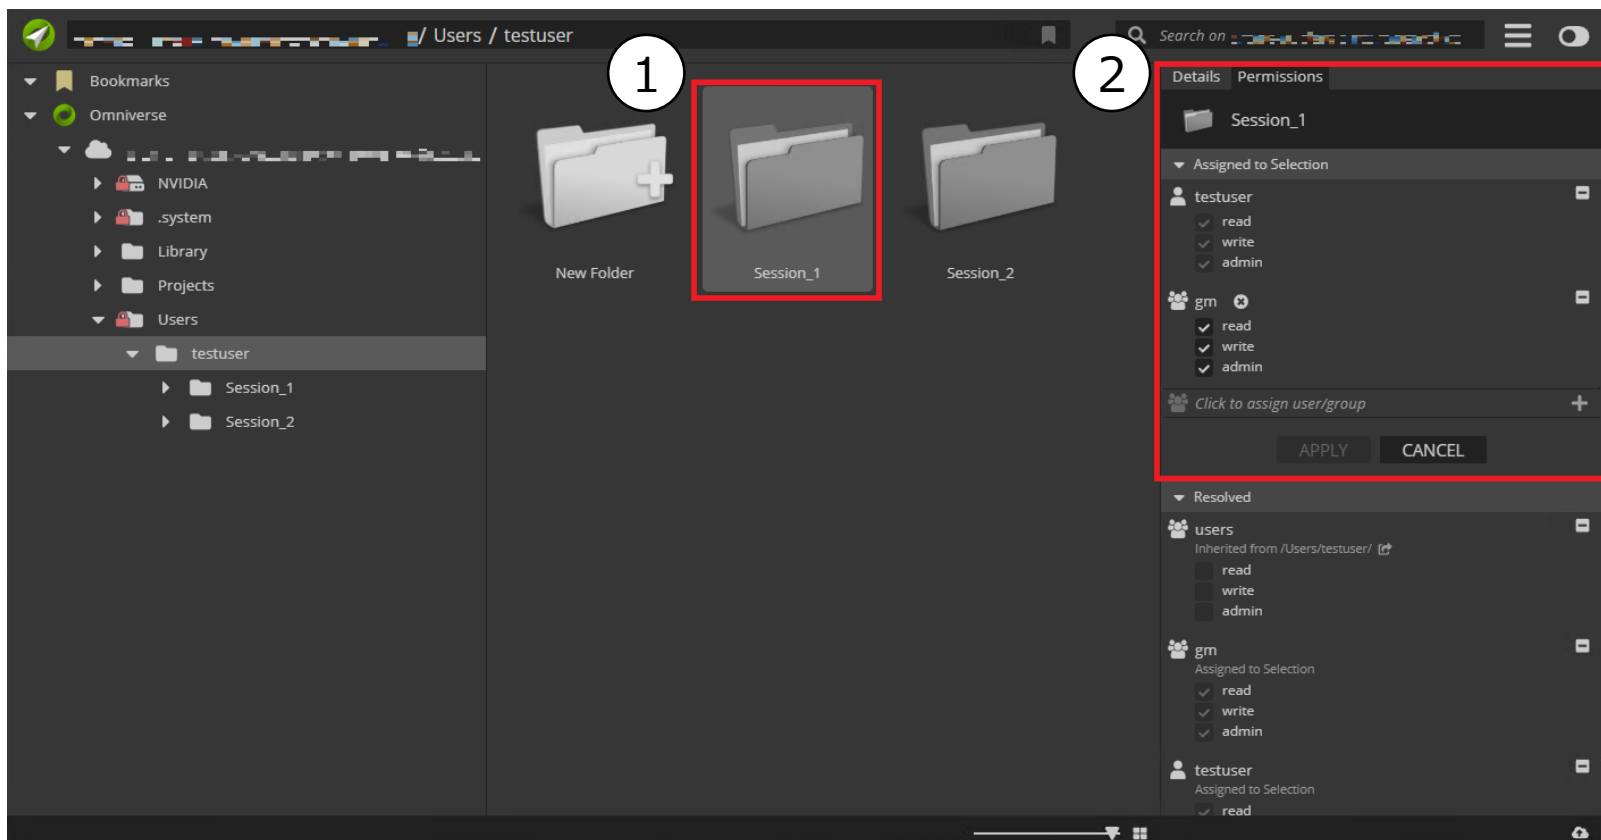 / Users / testuser
Search on
1
2
Bookmarks
Omniverse
NVIDIA
.system
Library
Projects
Users
testuser
Session_1
Session_2
New Folder
Session_1
Session_2
Details Permissions
Session_1
Assigned to Selection
testuser
read
write
admin
gm
read
write
admin
Click to assign user/group
APPLY CANCEL
Resolved
users
Inherited from /Users/testuser/
read
write
admin
gm
Assigned to Selection
read
write
admin
testuser
Assigned to Selection
read